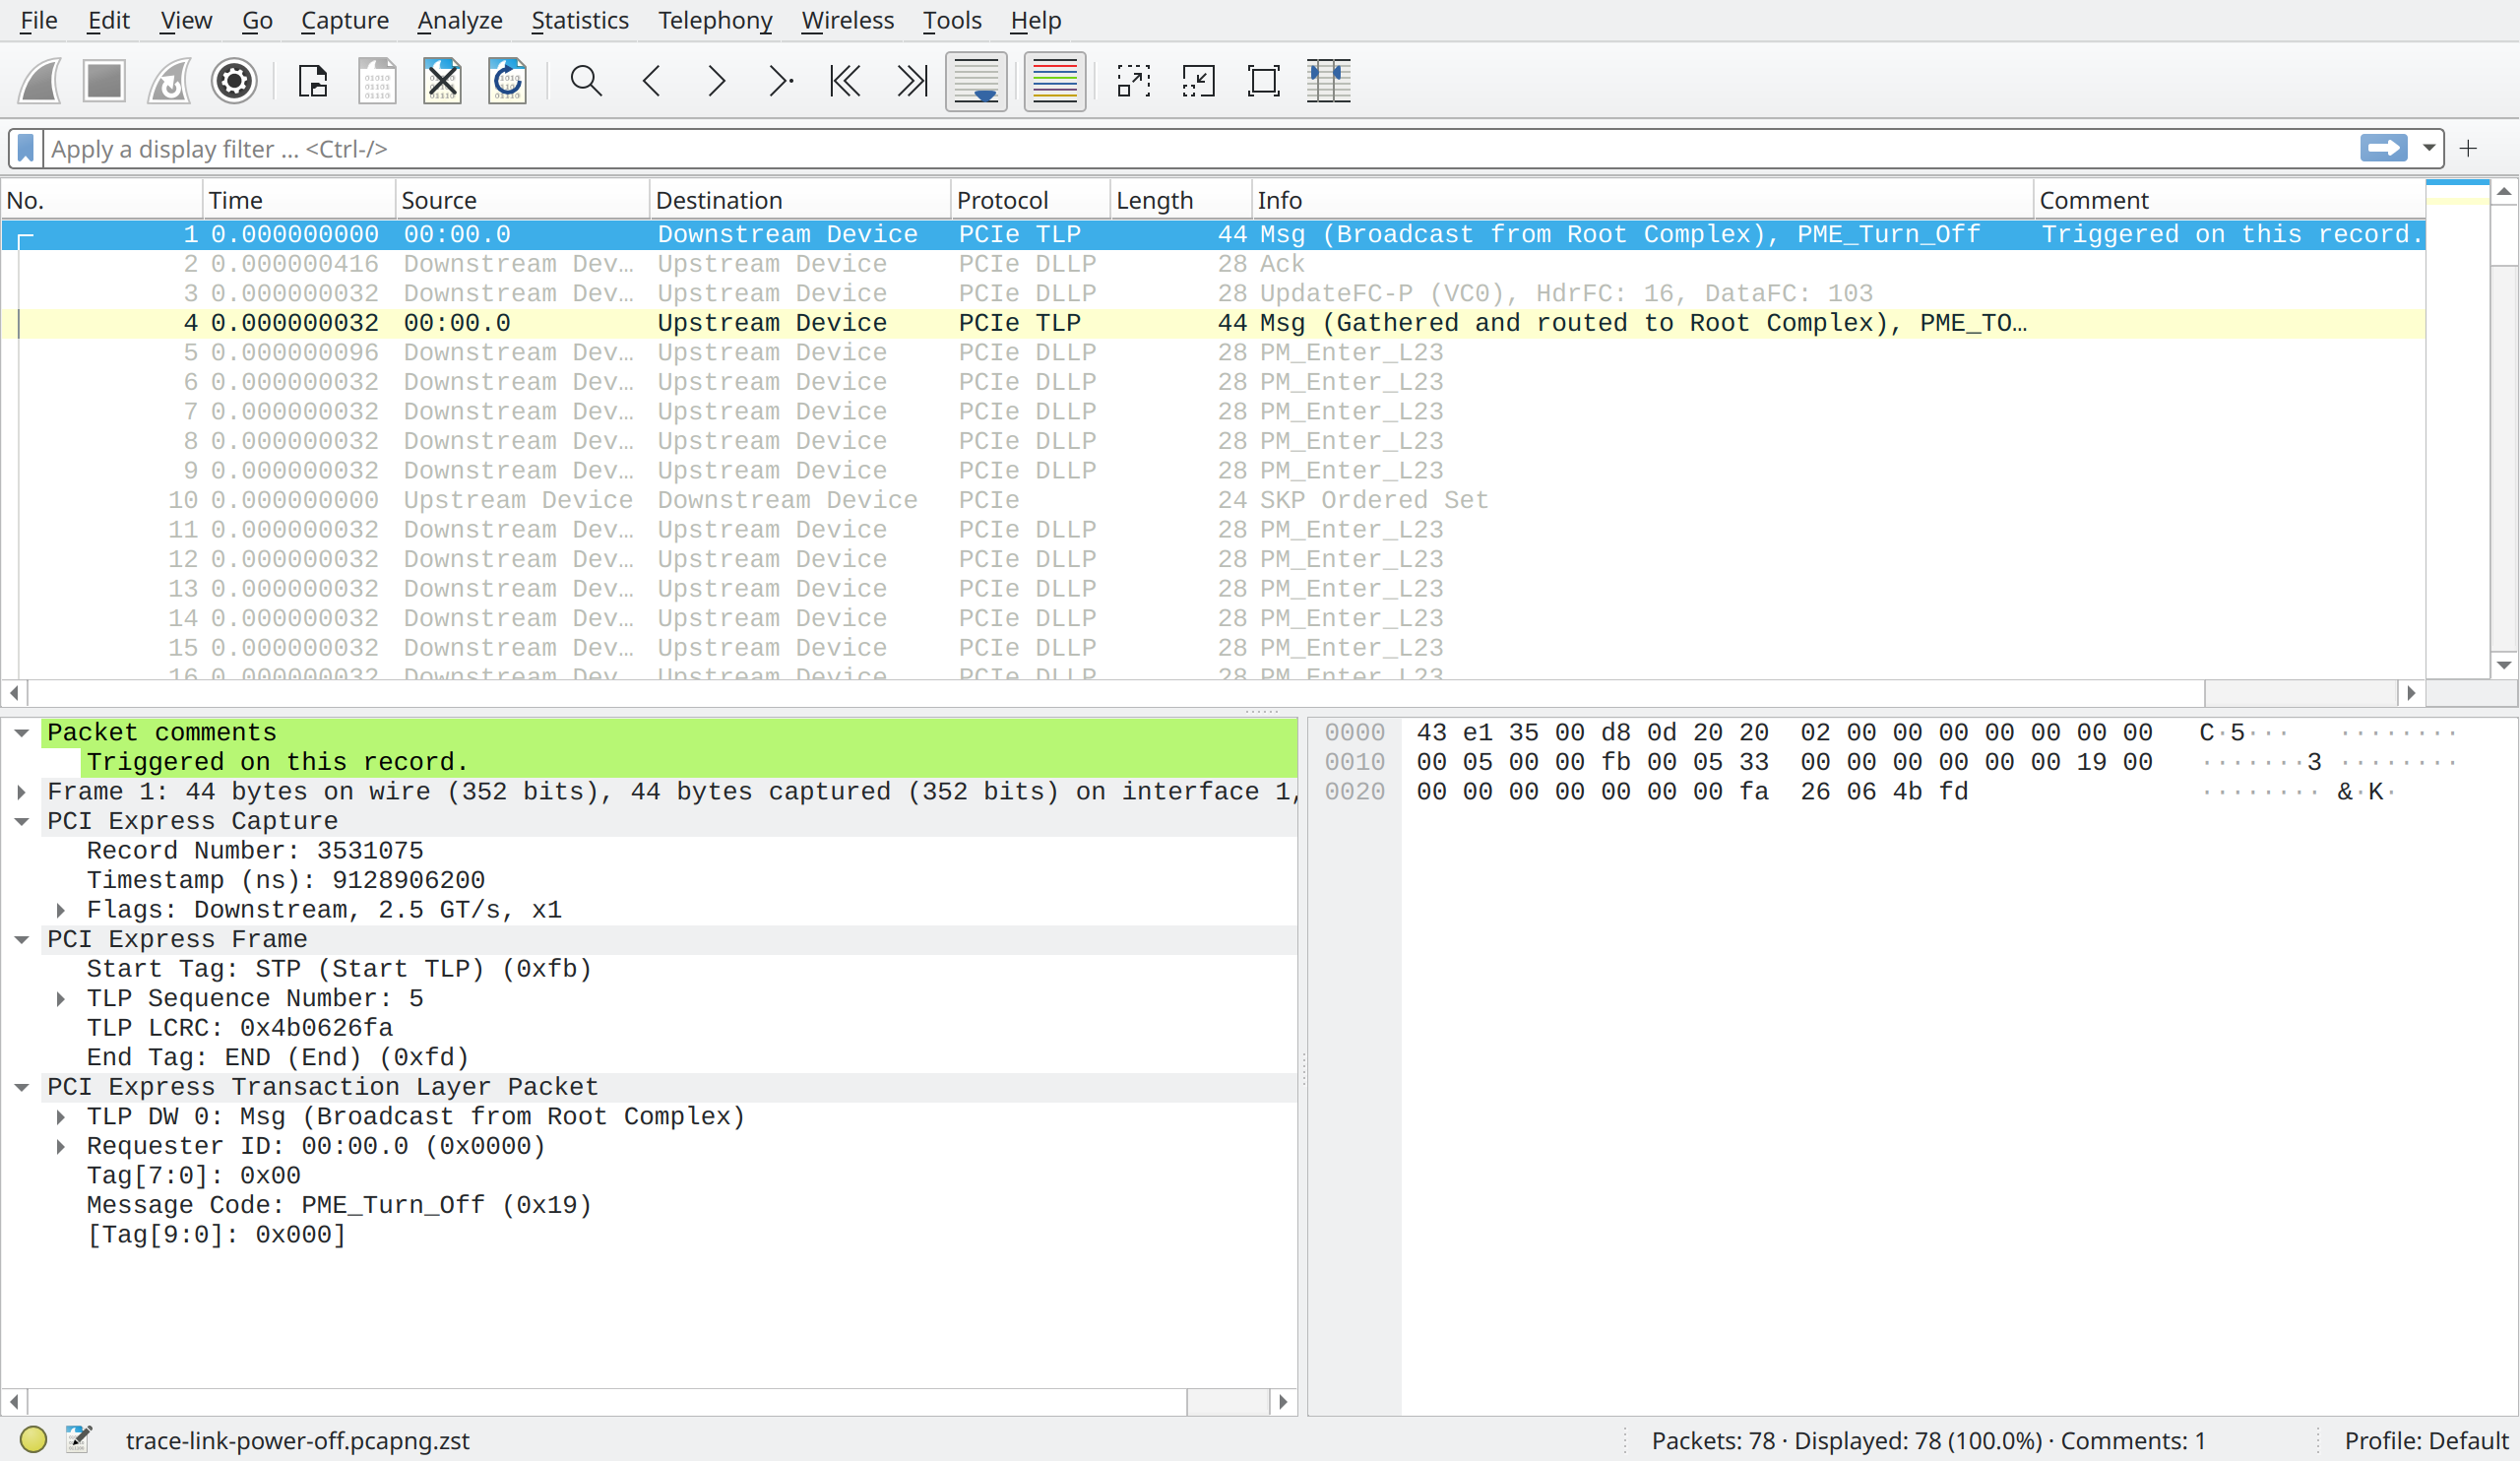 File Edit View Go Capture Analyze Statistics Telephony Wireless Tools Help
Apply a display filter ... <Ctrl-/>
No. Time Source Destination Protocol Length Info Comment
1 0.000000000 00:00.0 Downstream Device PCIe TLP 44 Msg (Broadcast from Root Complex), PME_Turn_Off Triggered on this record.
2 0.000000416 Downstream Dev… Upstream Device PCIe DLLP 28 Ack
3 0.000000032 Downstream Dev… Upstream Device PCIe DLLP 28 UpdateFC-P (VC0), HdrFC: 16, DataFC: 103
4 0.000000032 00:00.0 Upstream Device PCIe TLP 44 Msg (Gathered and routed to Root Complex), PME_TO…
5 0.000000096 Downstream Dev… Upstream Device PCIe DLLP 28 PM_Enter_L23
6 0.000000032 Downstream Dev… Upstream Device PCIe DLLP 28 PM_Enter_L23
7 0.000000032 Downstream Dev… Upstream Device PCIe DLLP 28 PM_Enter_L23
8 0.000000032 Downstream Dev… Upstream Device PCIe DLLP 28 PM_Enter_L23
9 0.000000032 Downstream Dev… Upstream Device PCIe DLLP 28 PM_Enter_L23
10 0.000000000 Upstream Device Downstream Device PCIe 24 SKP Ordered Set
11 0.000000032 Downstream Dev… Upstream Device PCIe DLLP 28 PM_Enter_L23
12 0.000000032 Downstream Dev… Upstream Device PCIe DLLP 28 PM_Enter_L23
13 0.000000032 Downstream Dev… Upstream Device PCIe DLLP 28 PM_Enter_L23
14 0.000000032 Downstream Dev… Upstream Device PCIe DLLP 28 PM_Enter_L23
15 0.000000032 Downstream Dev… Upstream Device PCIe DLLP 28 PM_Enter_L23
16 0.000000032 Downstream Dev… Upstream Device PCIe DLLP 28 PM_Enter_L23
Packet comments
Triggered on this record.
Frame 1: 44 bytes on wire (352 bits), 44 bytes captured (352 bits) on interface 1,
PCI Express Capture
Record Number: 3531075
Timestamp (ns): 9128906200
Flags: Downstream, 2.5 GT/s, x1
PCI Express Frame
Start Tag: STP (Start TLP) (0xfb)
TLP Sequence Number: 5
TLP LCRC: 0x4b0626fa
End Tag: END (End) (0xfd)
PCI Express Transaction Layer Packet
TLP DW 0: Msg (Broadcast from Root Complex)
Requester ID: 00:00.0 (0x0000)
Tag[7:0]: 0x00
Message Code: PME_Turn_Off (0x19)
[Tag[9:0]: 0x000]
0000 43 e1 35 00 d8 0d 20 20 02 00 00 00 00 00 00 00 C·5··· ········
0010 00 05 00 00 fb 00 05 33 00 00 00 00 00 00 19 00 ·······3 ········
0020 00 00 00 00 00 00 00 fa 26 06 4b fd ········ &·K·
trace-link-power-off.pcapng.zst
Packets: 78 · Displayed: 78 (100.0%) · Comments: 1
Profile: Default